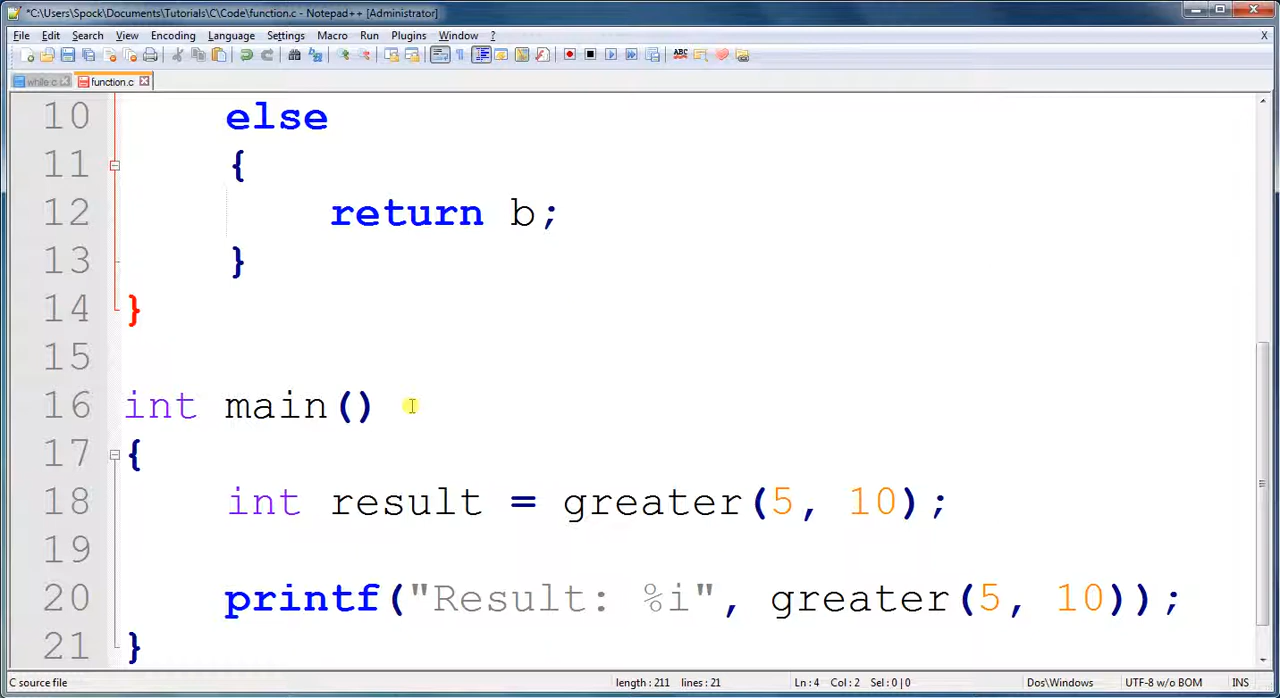 *C:\Users\Spock\Documents\Tutorials\C\Code\function.c - Notepad++ [Administrator]
File Edit Search View Encoding Language Settings Macro Run Plugins Window ? X
while.c function.c
10 else
11 {
12 return b;
13 }
14 }
15
16 int main()
17 {
18 int result = greater(5, 10);
19
20 printf("Result: %i", greater(5, 10));
21 }
C source file length : 211 lines : 21 Ln : 4 Col : 2 Sel : 0 | 0 Dos\Windows UTF-8 w/o BOM INS